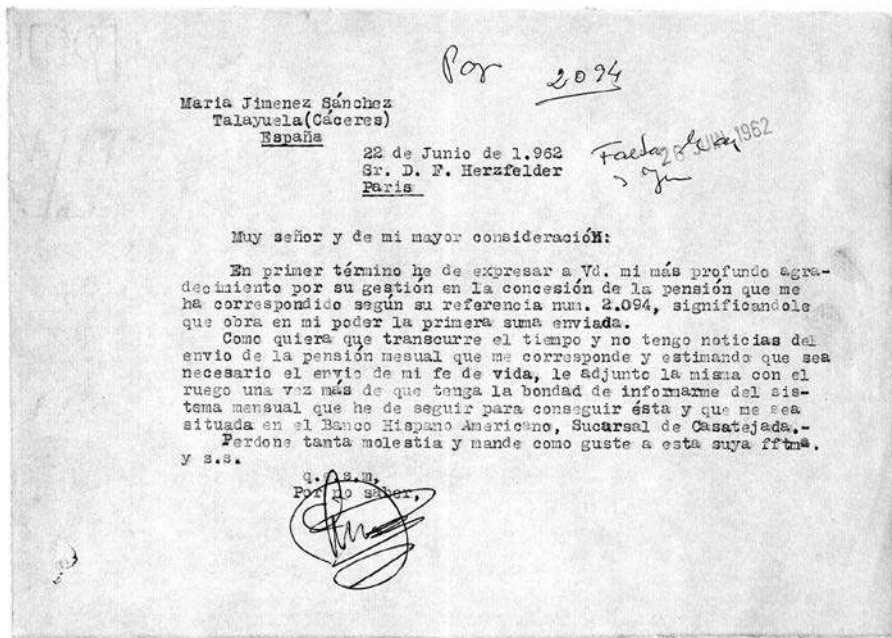 Por 2094
Maria Jimenez Sánchez
Talayuela(Cáceres)
España
22 de Junio de 1.962
Sr. D. F. Herzfelder
Paris
26 JUN 1962
Muy señor y de mi mayor consideracióN:
En primer término he de expresar a Vd. mi más profundo agra-
decimiento por su gestión en la concesión de la pensión que me
ha correspondido según su referencia num. 2.094, significandole
que obra en mi poder la primera suma enviada.
Como quiera que transcurre el tiempo y no tengo noticias del
envio de la pensión mesual que me corresponde y estimando que sea
necesario el envio de mi fe de vida, le adjunto la misma con el
ruego una vez más de que tenga la bondad de informarme del sis-
tema mensual que he de seguir para conseguir ésta y que me sea
situada en el Banco Hispano Americano, Sucursal de Casatejada.-
Perdone tanta molestia y mande como guste a esta suya
y s.s.
q. s.m,
Por no saber,